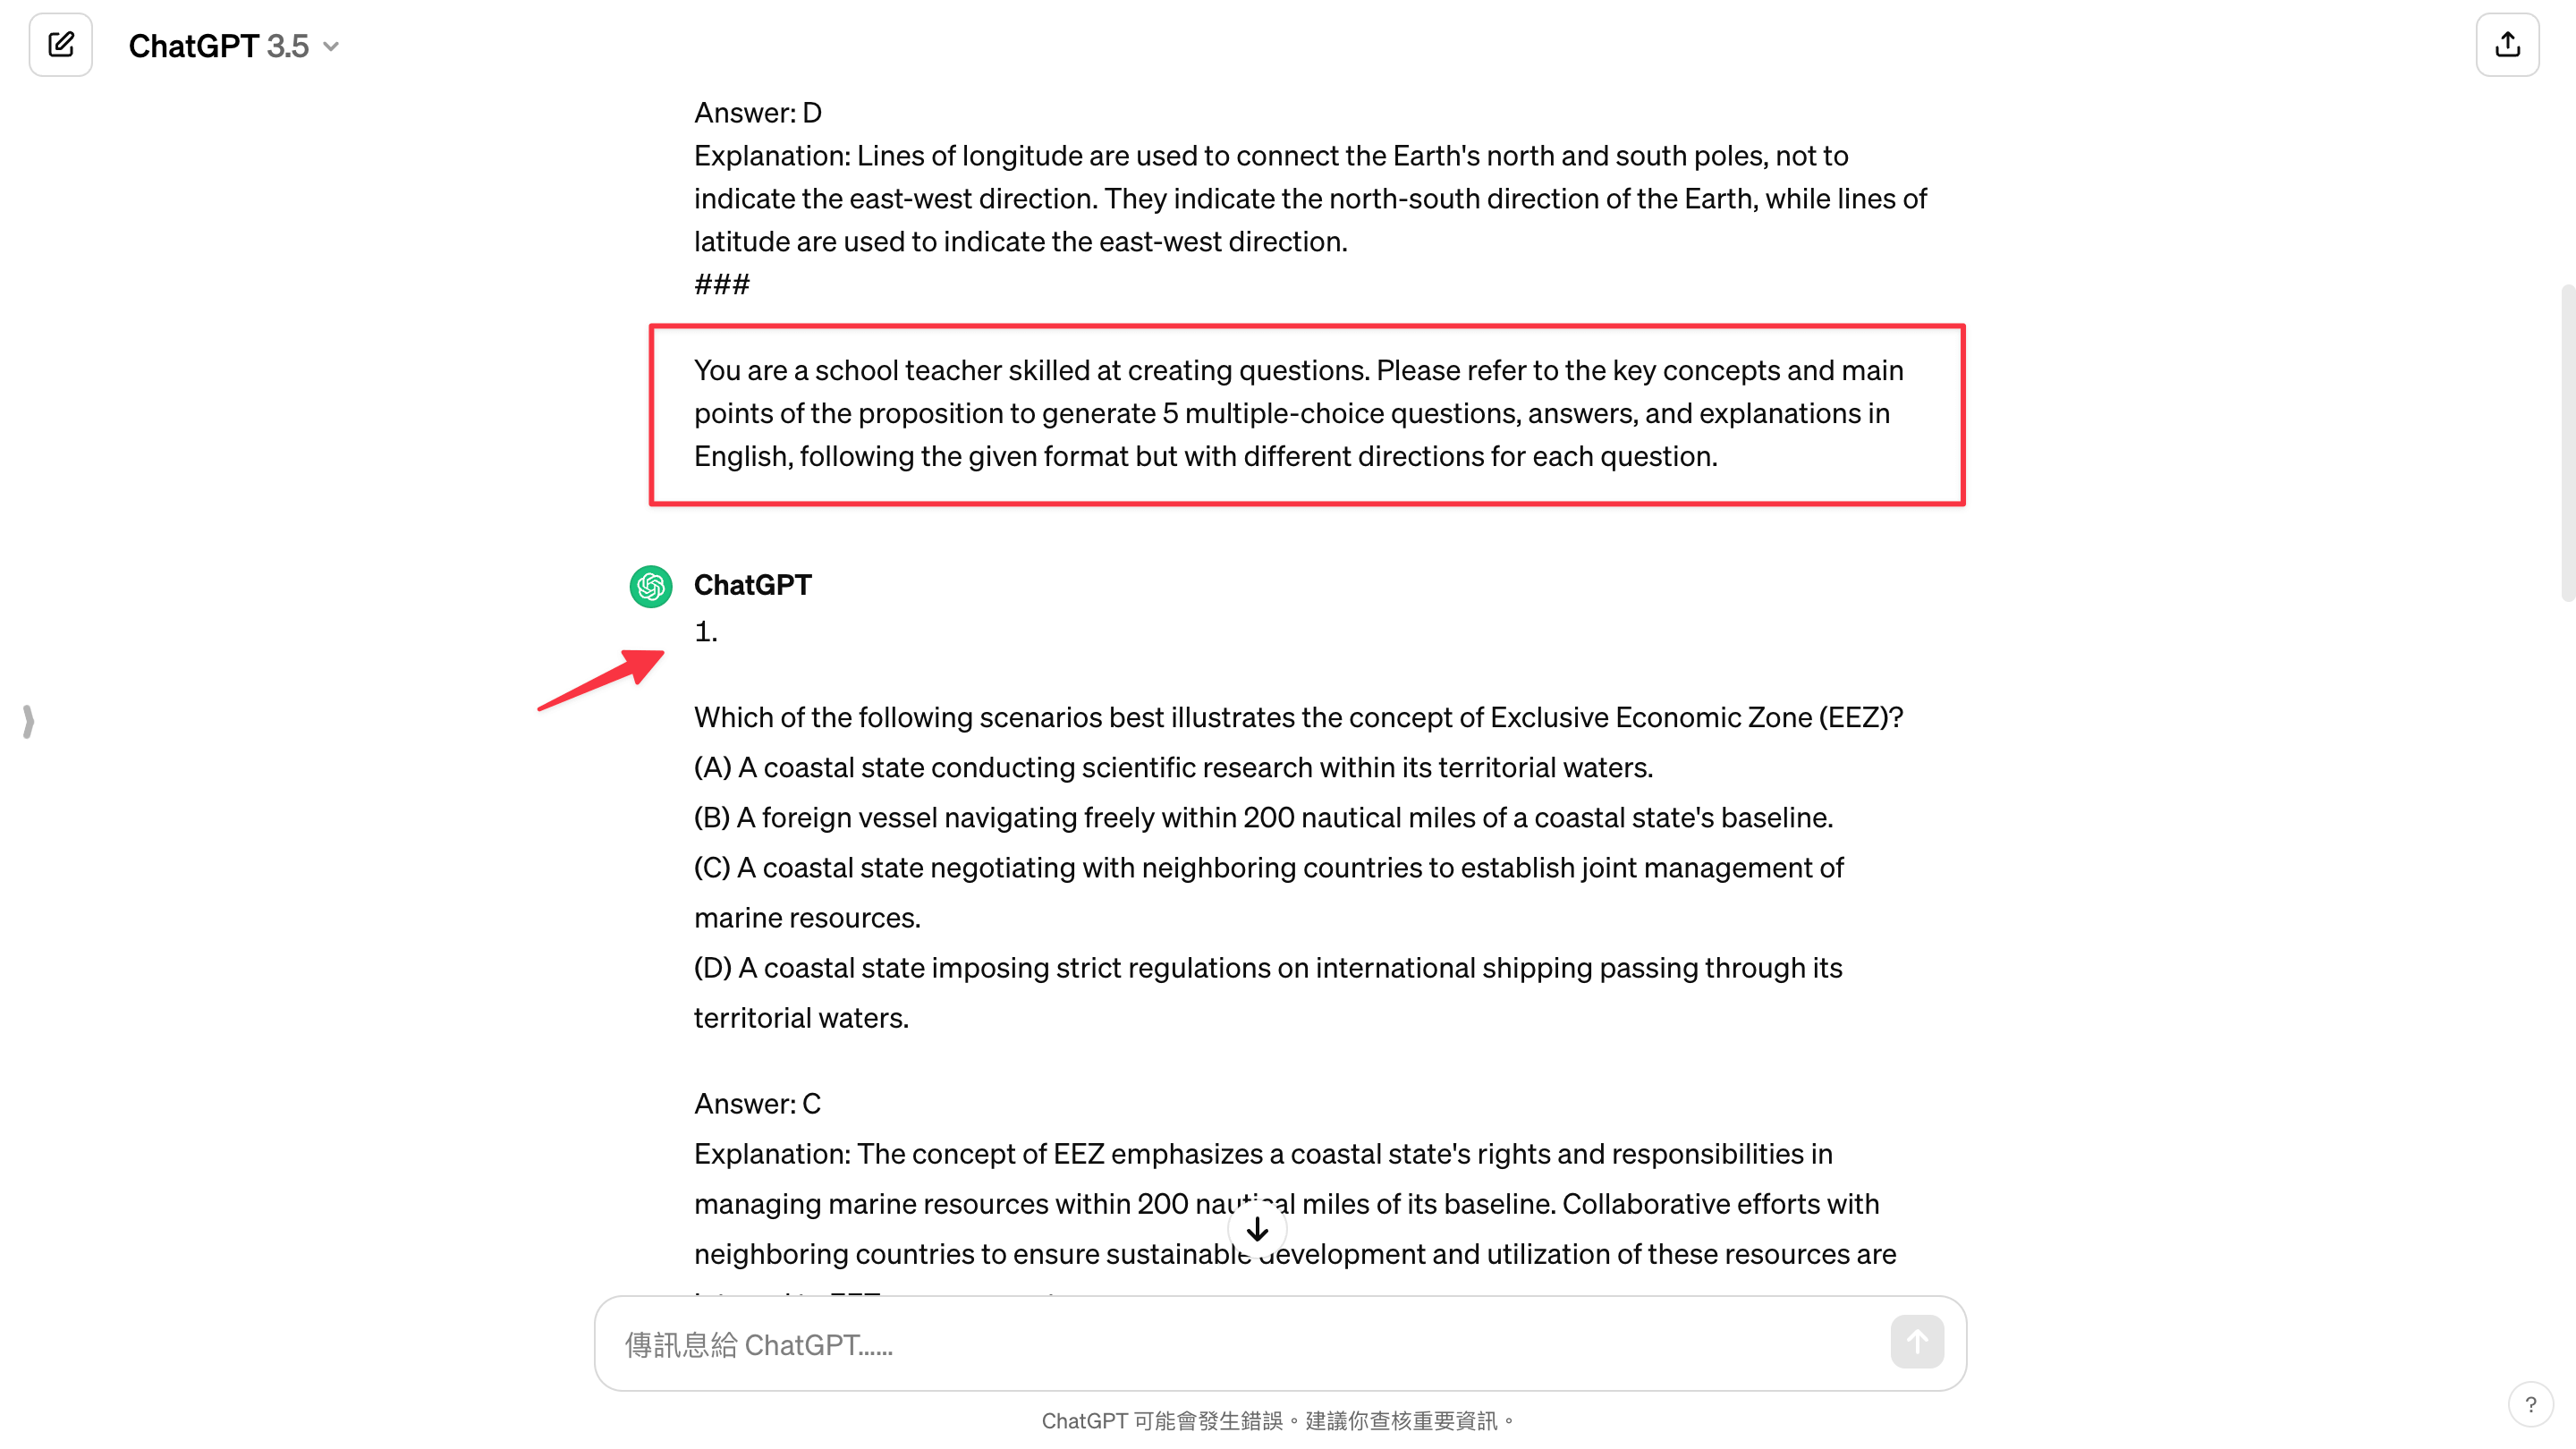 ChatGPT 3.5
Answer: D
Explanation: Lines of longitude are used to connect the Earth's north and south poles, not to
indicate the east-west direction. They indicate the north-south direction of the Earth, while lines of
latitude are used to indicate the east-west direction.
###
You are a school teacher skilled at creating questions. Please refer to the key concepts and main
points of the proposition to generate 5 multiple-choice questions, answers, and explanations in
English, following the given format but with different directions for each question.
ChatGPT
1.
Which of the following scenarios best illustrates the concept of Exclusive Economic Zone (EEZ)?
(A) A coastal state conducting scientific research within its territorial waters.
(B) A foreign vessel navigating freely within 200 nautical miles of a coastal state's baseline.
(C) A coastal state negotiating with neighboring countries to establish joint management of
marine resources.
(D) A coastal state imposing strict regulations on international shipping passing through its
territorial waters.
Answer: C
Explanation: The concept of EEZ emphasizes a coastal state's rights and responsibilities in
managing marine resources within 200 nautical miles of its baseline. Collaborative efforts with
neighboring countries to ensure sustainable development and utilization of these resources are
傳訊息給 ChatGPT......
ChatGPT 可能會發生錯誤。建議你查核重要資訊。
?